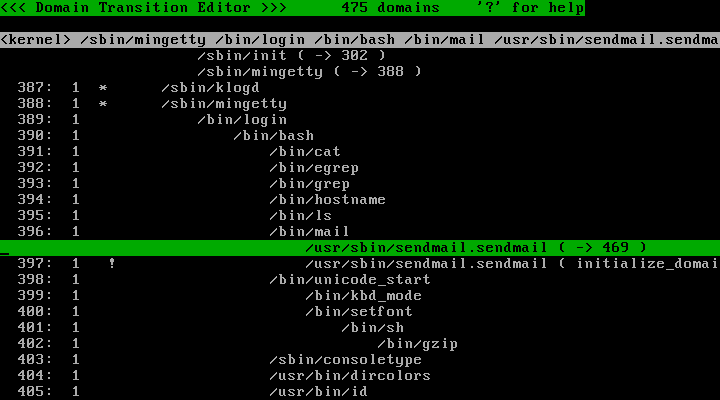 <<< Domain Transition Editor >>>      475 domains    '?' for help
<kernel> /sbin/mingetty /bin/login /bin/bash /bin/mail /usr/sbin/sendmail.sendma
/sbin/init ( -> 302 )
/sbin/mingetty ( -> 388 )
387:  1  *      /sbin/klogd
388:  1  *      /sbin/mingetty
389:  1             /bin/login
390:  1                 /bin/bash
391:  1                     /bin/cat
392:  1                     /bin/egrep
393:  1                     /bin/grep
394:  1                     /bin/hostname
395:  1                     /bin/ls
396:  1                     /bin/mail
/usr/sbin/sendmail.sendmail ( -> 469 )
397:  1   !                     /usr/sbin/sendmail.sendmail ( initialize_domai
398:  1                     /bin/unicode_start
399:  1                         /bin/kbd_mode
400:  1                         /bin/setfont
401:  1                             /bin/sh
402:  1                                 /bin/gzip
403:  1                     /sbin/consoletype
404:  1                     /usr/bin/dircolors
405:  1                     /usr/bin/id